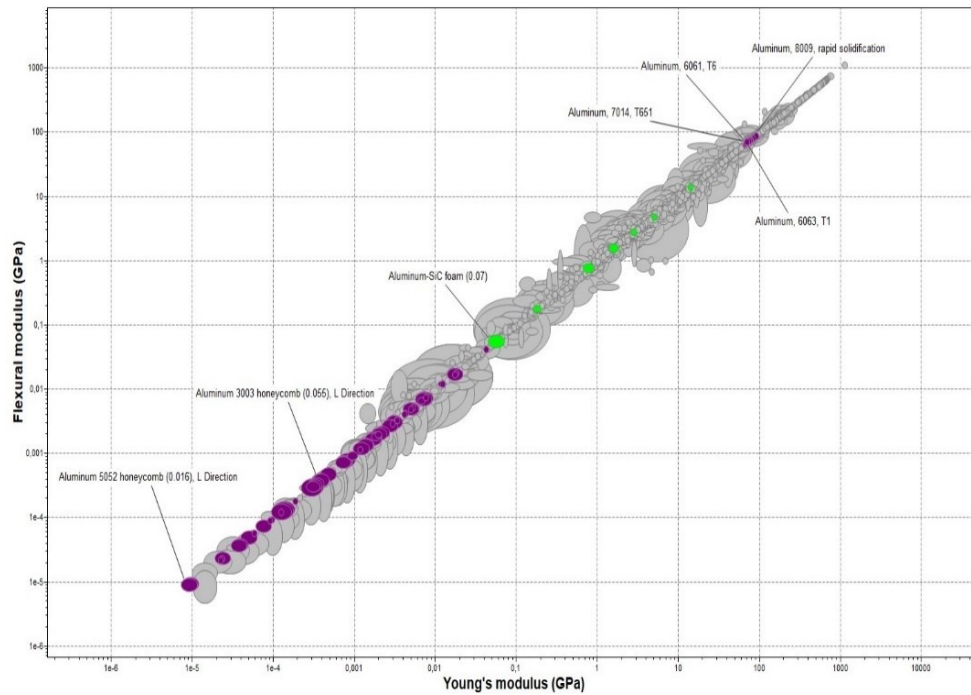 Aluminum, 8009, rapid solidification
Aluminum, 6061, T6
Aluminum, 7014, T651
Aluminum, 6063, T1
Aluminum-SiC foam (0.07)
Aluminum 3003 honeycomb (0.055), L Direction
Aluminum 5052 honeycomb (0.016), L Direction
Flexural modulus (GPa)
1000
100
10
1
0,1
0,01
0,001
1e-4
1e-5
1e-6
1e-6
1e-5
1e-4
0,001
0,01
0,1
1
10
100
1000
10000
Young's modulus (GPa)